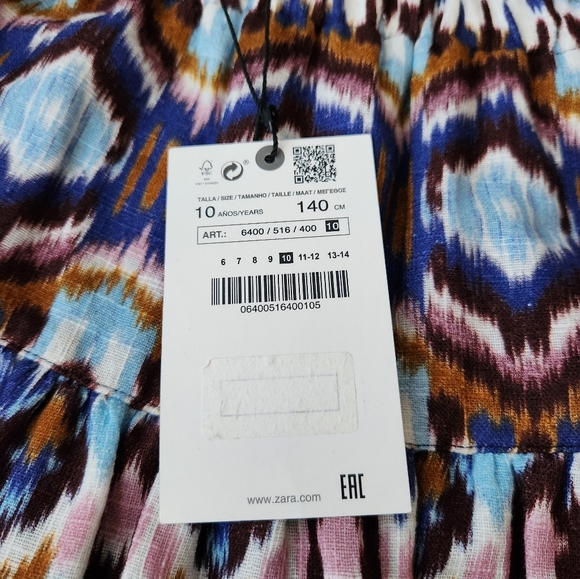 TALLA / SIZE / TAMANHO / TAILLE / MAAT / ΜΕΓΕΘΟΣ
10 AÑOS/YEARS 140 CM
ART.: 6400 / 516 / 400 10
6 7 8 9 10 11-12 13-14
06400516400105
www.zara.com
EAC